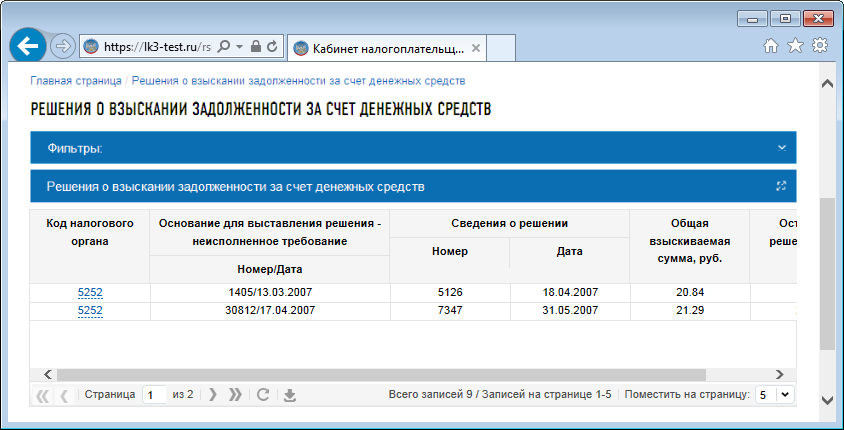 https://lk3-test.ru/rs
Кабинет налогоплательщ...
Главная страница / Решения о взыскании задолженности за счет денежных средств
РЕШЕНИЯ О ВЗЫСКАНИИ ЗАДОЛЖЕННОСТИ ЗА СЧЕТ ДЕНЕЖНЫХ СРЕДСТВ
Фильтры:
Решения о взыскании задолженности за счет денежных средств
Код налогового органа
Основание для выставления решения - неисполненное требование
Номер/Дата
Сведения о решении
Номер
Дата
Общая взыскиваемая сумма, руб.
Ост
реше
5252 1405/13.03.2007 5126 18.04.2007 20.84
5252 30812/17.04.2007 7347 31.05.2007 21.29
Страница 1 из 2 Всего записей 9 / Записей на странице 1-5 Поместить на страницу: 5